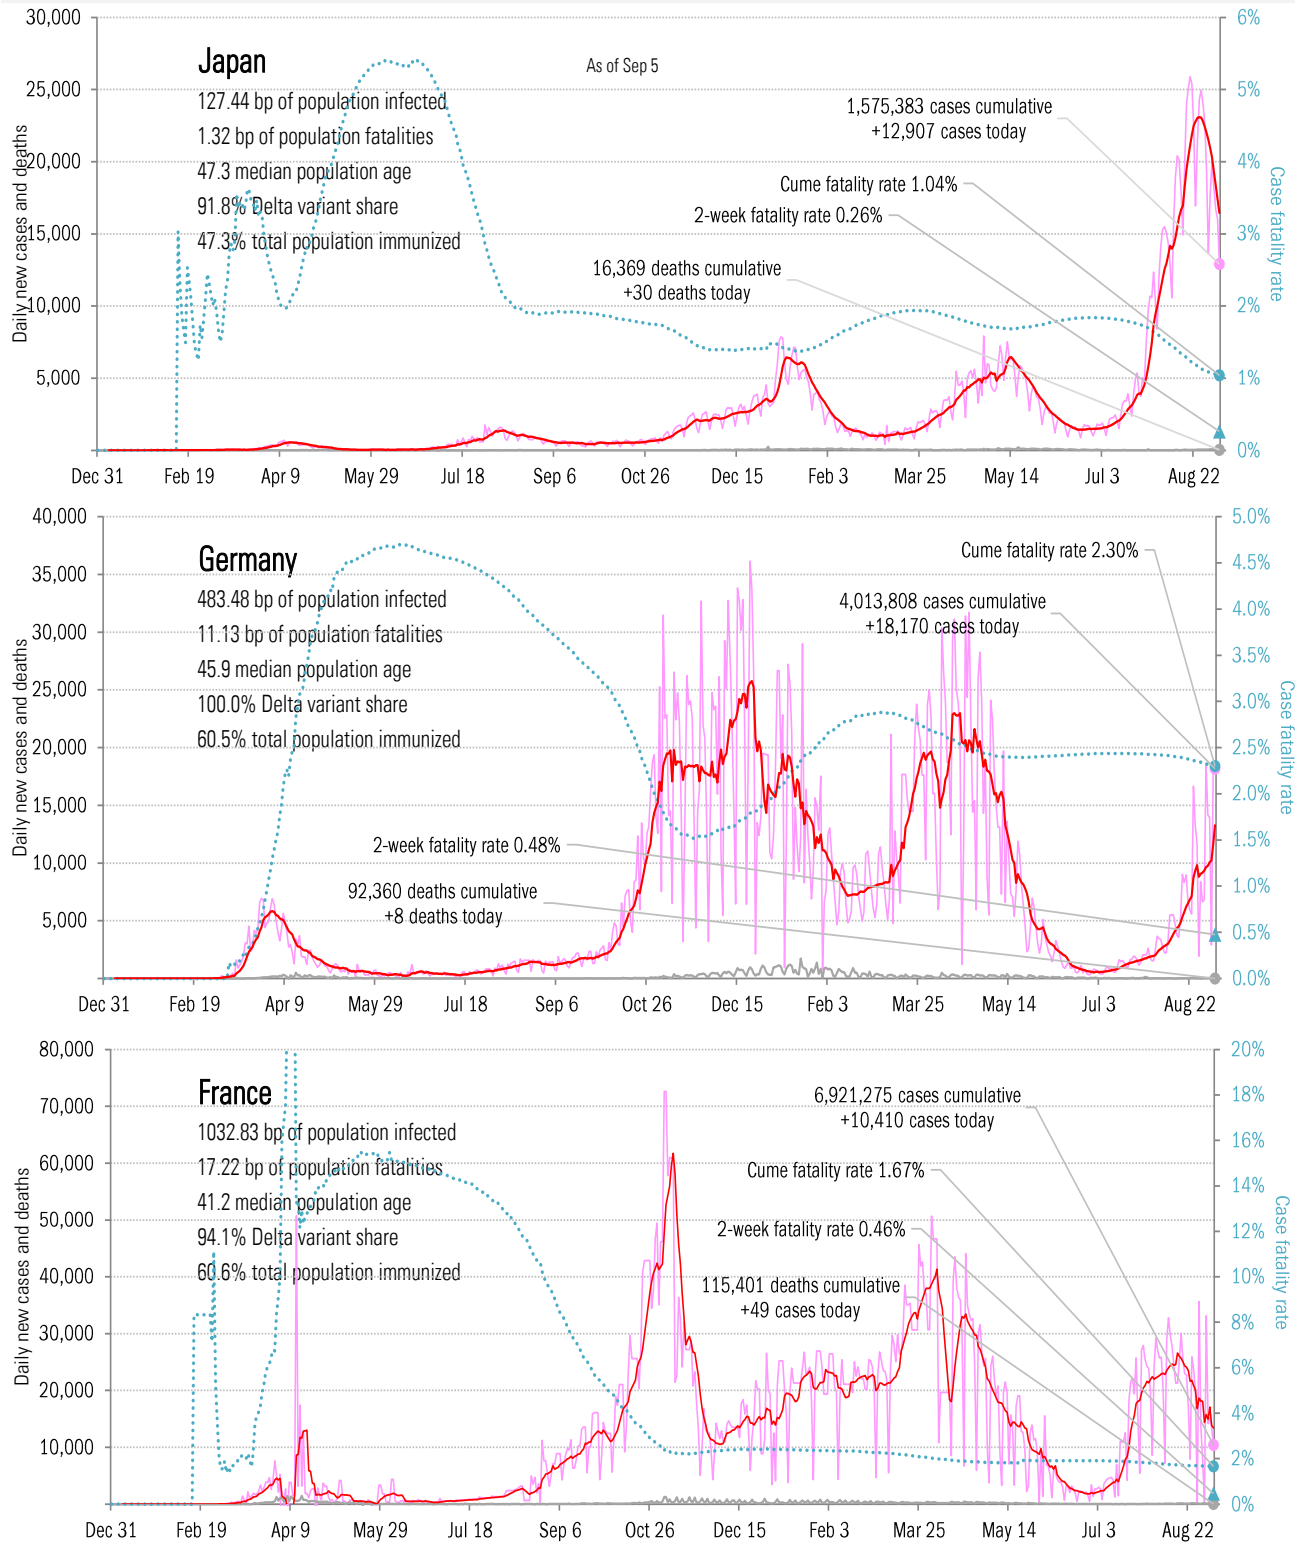 30,000
6%
Japan
As of Sep 5
127.44 bp of population infected
25,000
5%
1,575,383 cases cumulative
+12,907 cases today
1.32 bp of population fatalities
20,000
4%
47.3 median population age
Cume fatality rate 1.04%
91.8% Delta variant share
2-week fatality rate 0.26%
15,000
3%
47.3% total population immunized
16,369 deaths cumulative
+30 deaths today
10,000
2%
5,000
1%
0%
Daily new cases and deaths
Case fatality rate
Dec 31 Feb 19 Apr 9 May 29 Jul 18 Sep 6 Oct 26 Dec 15 Feb 3 Mar 25 May 14 Jul 3 Aug 22
40,000
5.0%
Germany
Cume fatality rate 2.30%
35,000
4.5%
483.48 bp of population infected
4,013,808 cases cumulative
+18,170 cases today
4.0%
11.13 bp of population fatalities
30,000
45.9 median population age
3.5%
25,000
3.0%
100.0% Delta variant share
60.5% total population immunized
20,000
2.5%
15,000
2.0%
1.5%
2-week fatality rate 0.48%
10,000
1.0%
92,360 deaths cumulative
+8 deaths today
5,000
0.5%
0.0%
Daily new cases and deaths
Case fatality rate
Dec 31 Feb 19 Apr 9 May 29 Jul 18 Sep 6 Oct 26 Dec 15 Feb 3 Mar 25 May 14 Jul 3 Aug 22
80,000
20%
France
6,921,275 cases cumulative
+10,410 cases today
18%
70,000
1032.83 bp of population infected
16%
60,000
17.22 bp of population fatalities
Cume fatality rate 1.67%
14%
41.2 median population age
50,000
2-week fatality rate 0.46%
12%
94.1% Delta variant share
60.6% total population immunized
40,000
10%
115,401 deaths cumulative
+49 cases today
8%
30,000
6%
20,000
4%
10,000
2%
0%
Daily new cases and deaths
Case fatality rate
Dec 31 Feb 19 Apr 9 May 29 Jul 18 Sep 6 Oct 26 Dec 15 Feb 3 Mar 25 May 14 Jul 3 Aug 22